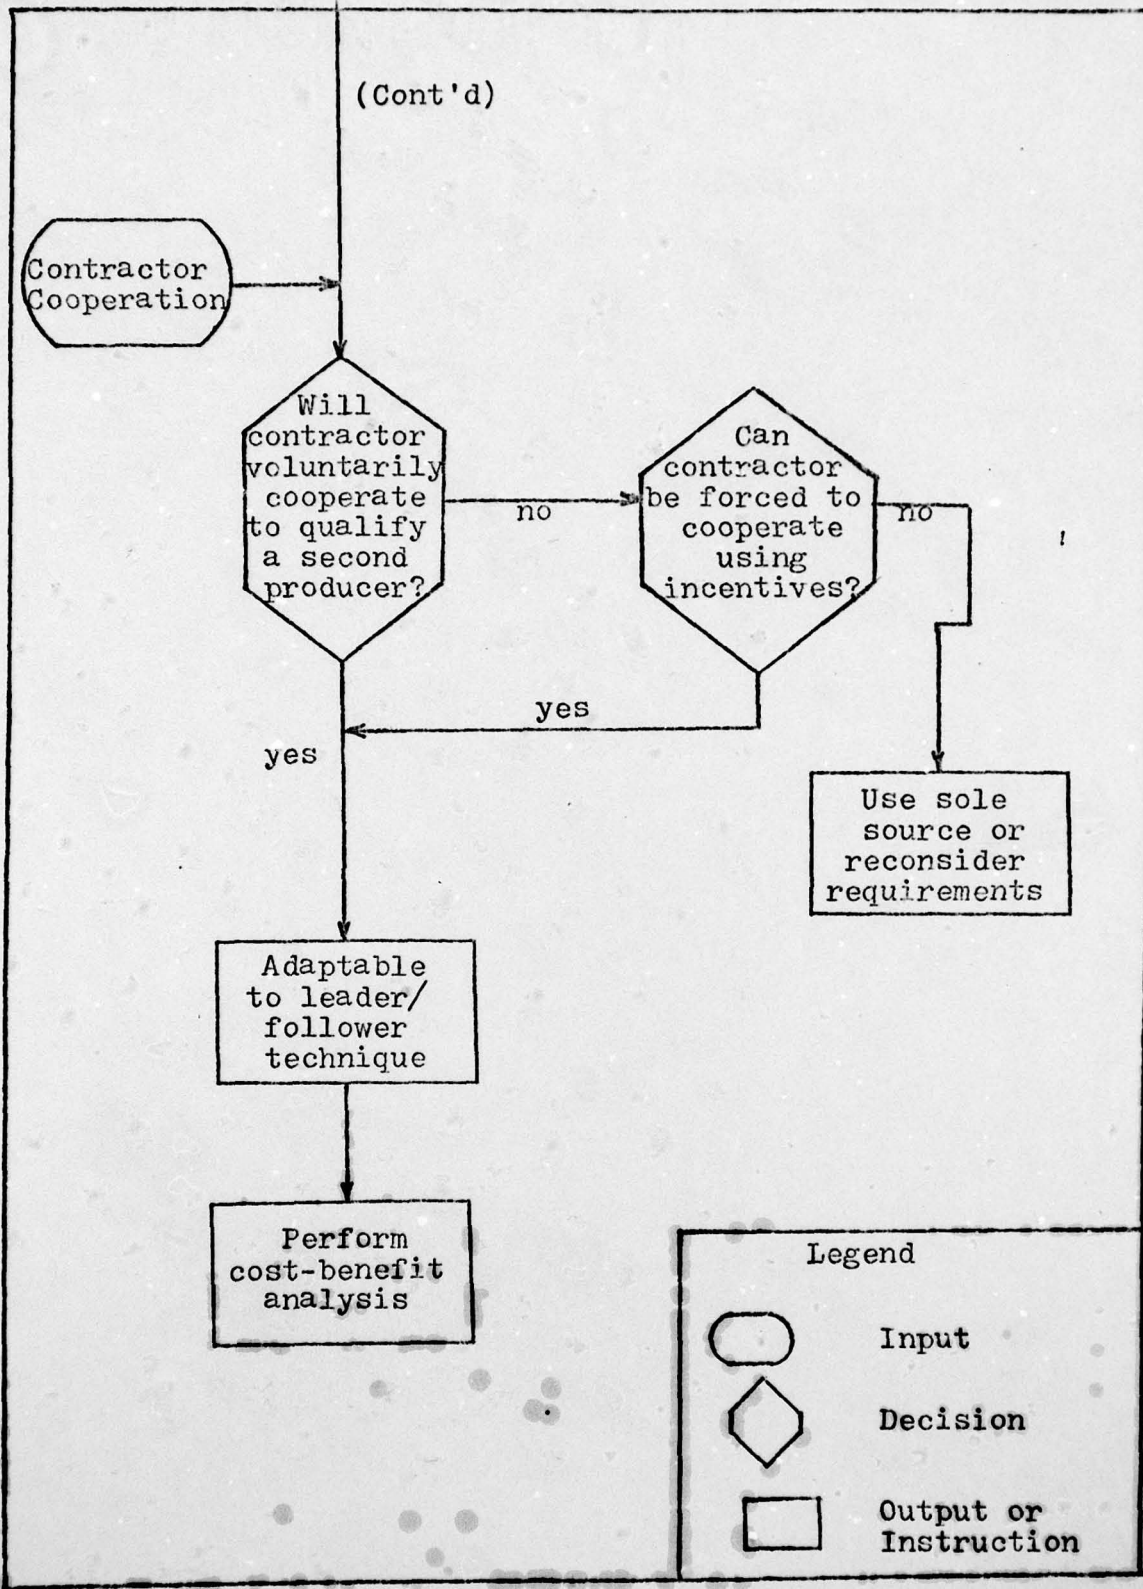 (Cont'd)
Contractor
Cooperation
Will
contractor
voluntarily
cooperate
to qualify
a second
producer?
no
Can
contractor
be forced to
cooperate
using
incentives?
no
yes
yes
Use sole
source or
reconsider
requirements
Adaptable
to leader/
follower
technique
Perform
cost-benefit
analysis
Legend
Input
Decision
Output or
Instruction